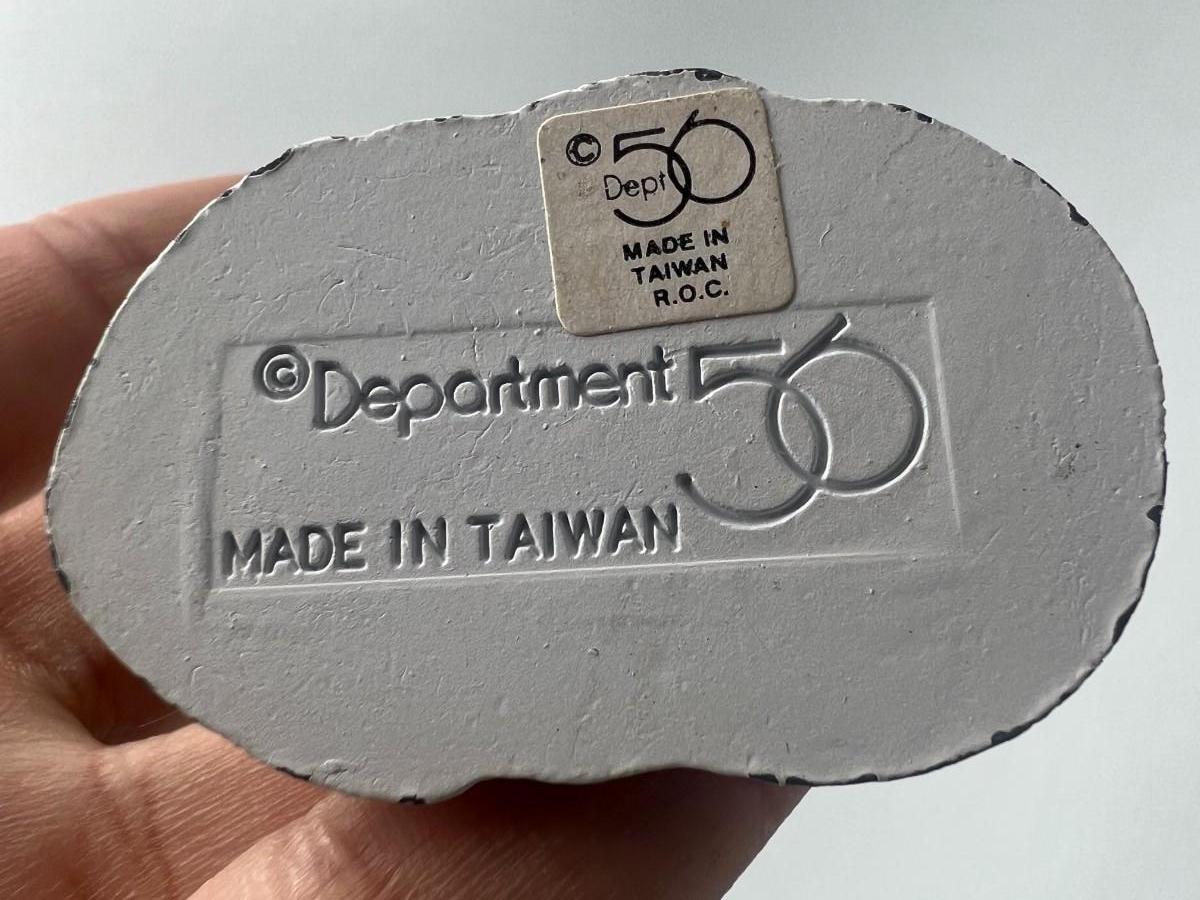 © 56
Dept
MADE IN
TAIWAN
R.O.C.
© Department 56
MADE IN TAIWAN